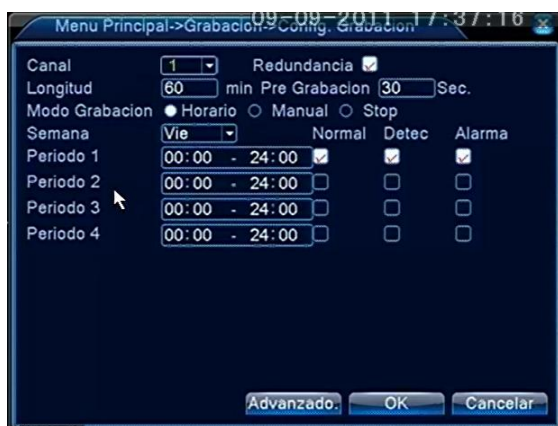 09-09-2011 17:37:16
Menu Principal->Grabacion->Config. Grabacion
Canal 1 Redundancia
Longitud 60 min Pre Grabacion 30 Sec.
Modo Grabacion Horario Manual Stop
Semana Vie Normal Detec Alarma
Periodo 1 00:00 - 24:00
Periodo 2 00:00 - 24:00
Periodo 3 00:00 - 24:00
Periodo 4 00:00 - 24:00
Advanzado. OK Cancelar